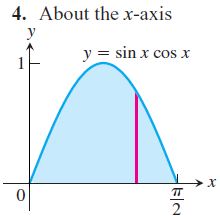 4. About the x-axis
y
y = sin x cos x
1
0
π/2
x